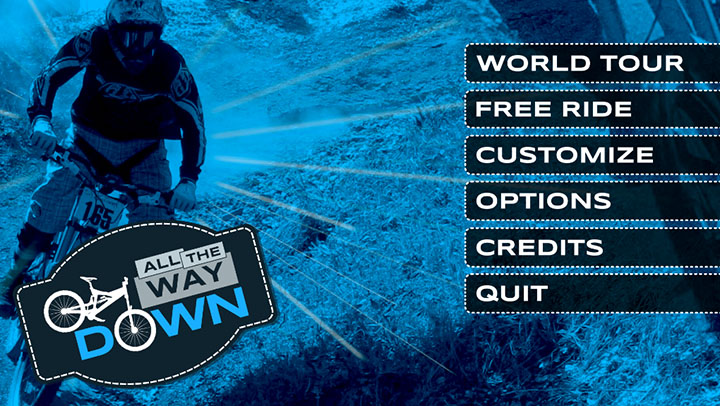 WORLD TOUR
FREE RIDE
CUSTOMIZE
OPTIONS
CREDITS
QUIT
165
ALL THE
WAY
DOWN